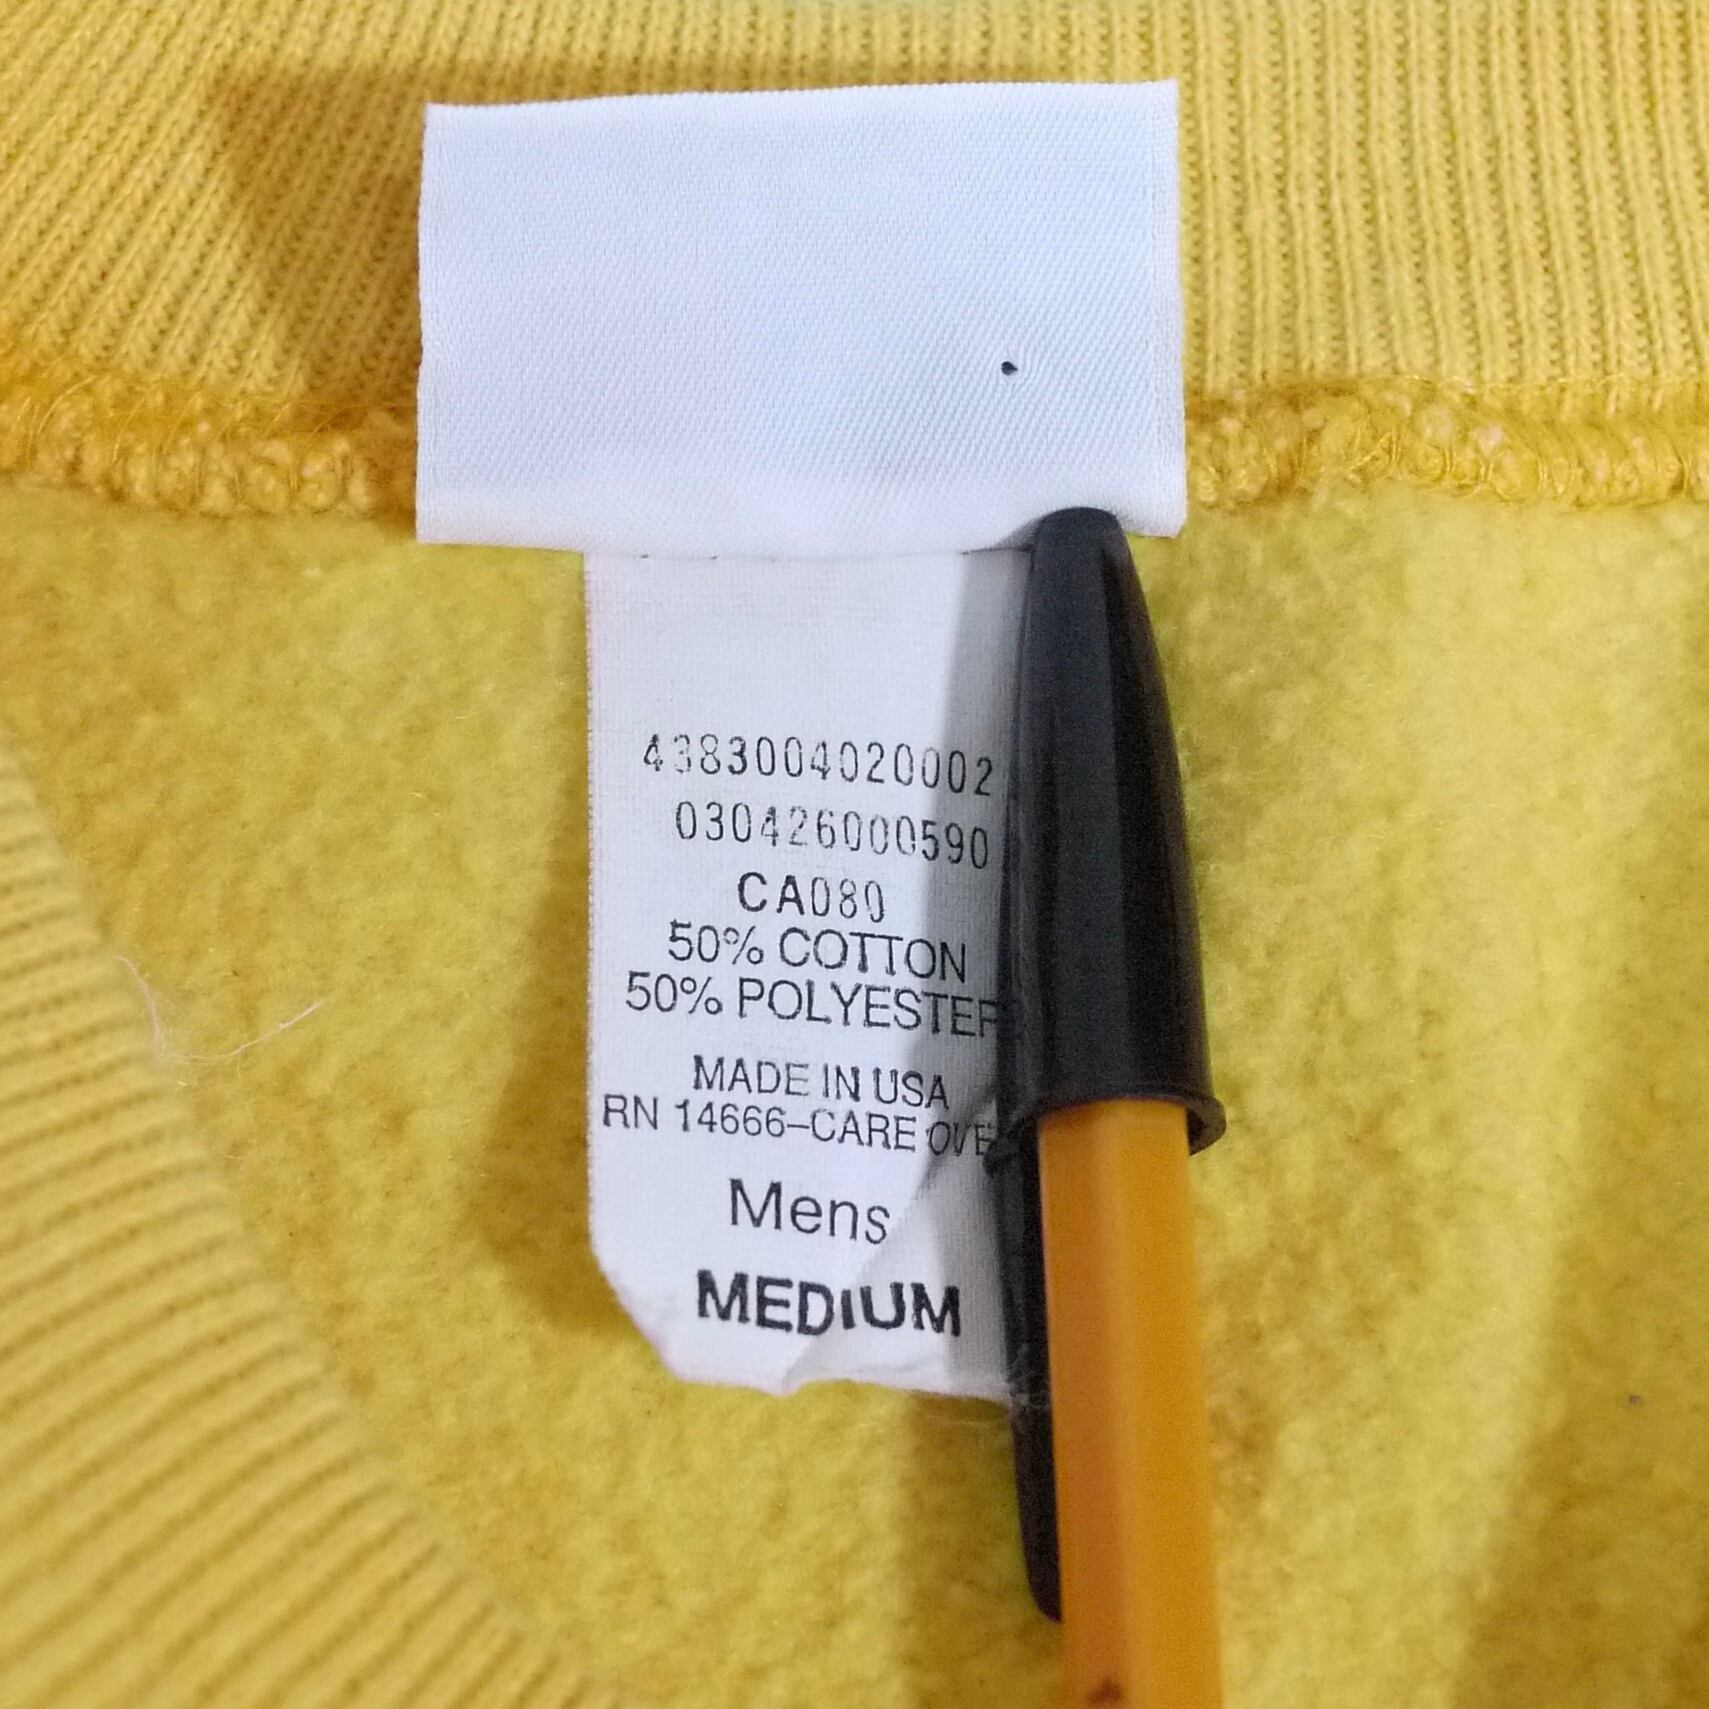 4383004020002
030426000590
CA080
50% COTTON
50% POLYESTER
MADE IN USA
RN 14666–CARE OVE
Mens
MEDIUM